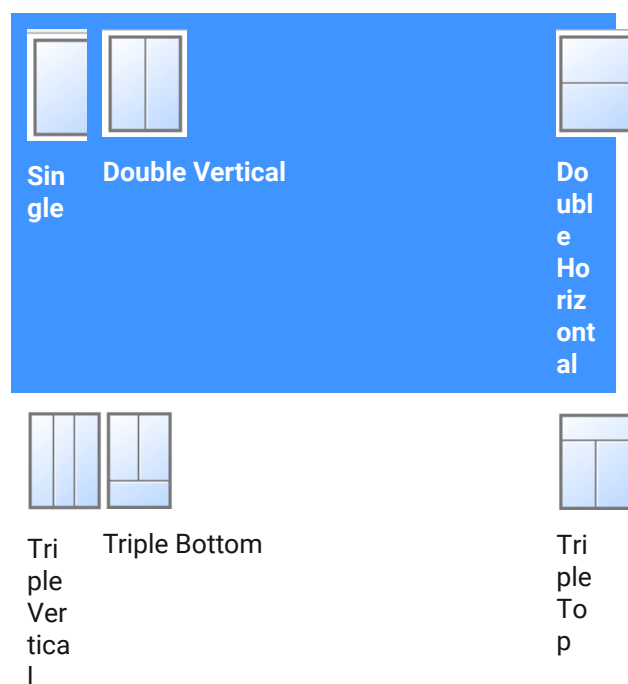 Sin
gle
Double Vertical
Do
ubl
e
Ho
riz
ont
al
Tri
ple
Ver
tica
l
Triple Bottom
Tri
ple
To
p